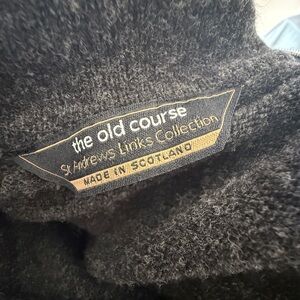 the old course
St Andrews Links Collection
MADE IN SCOTLAND